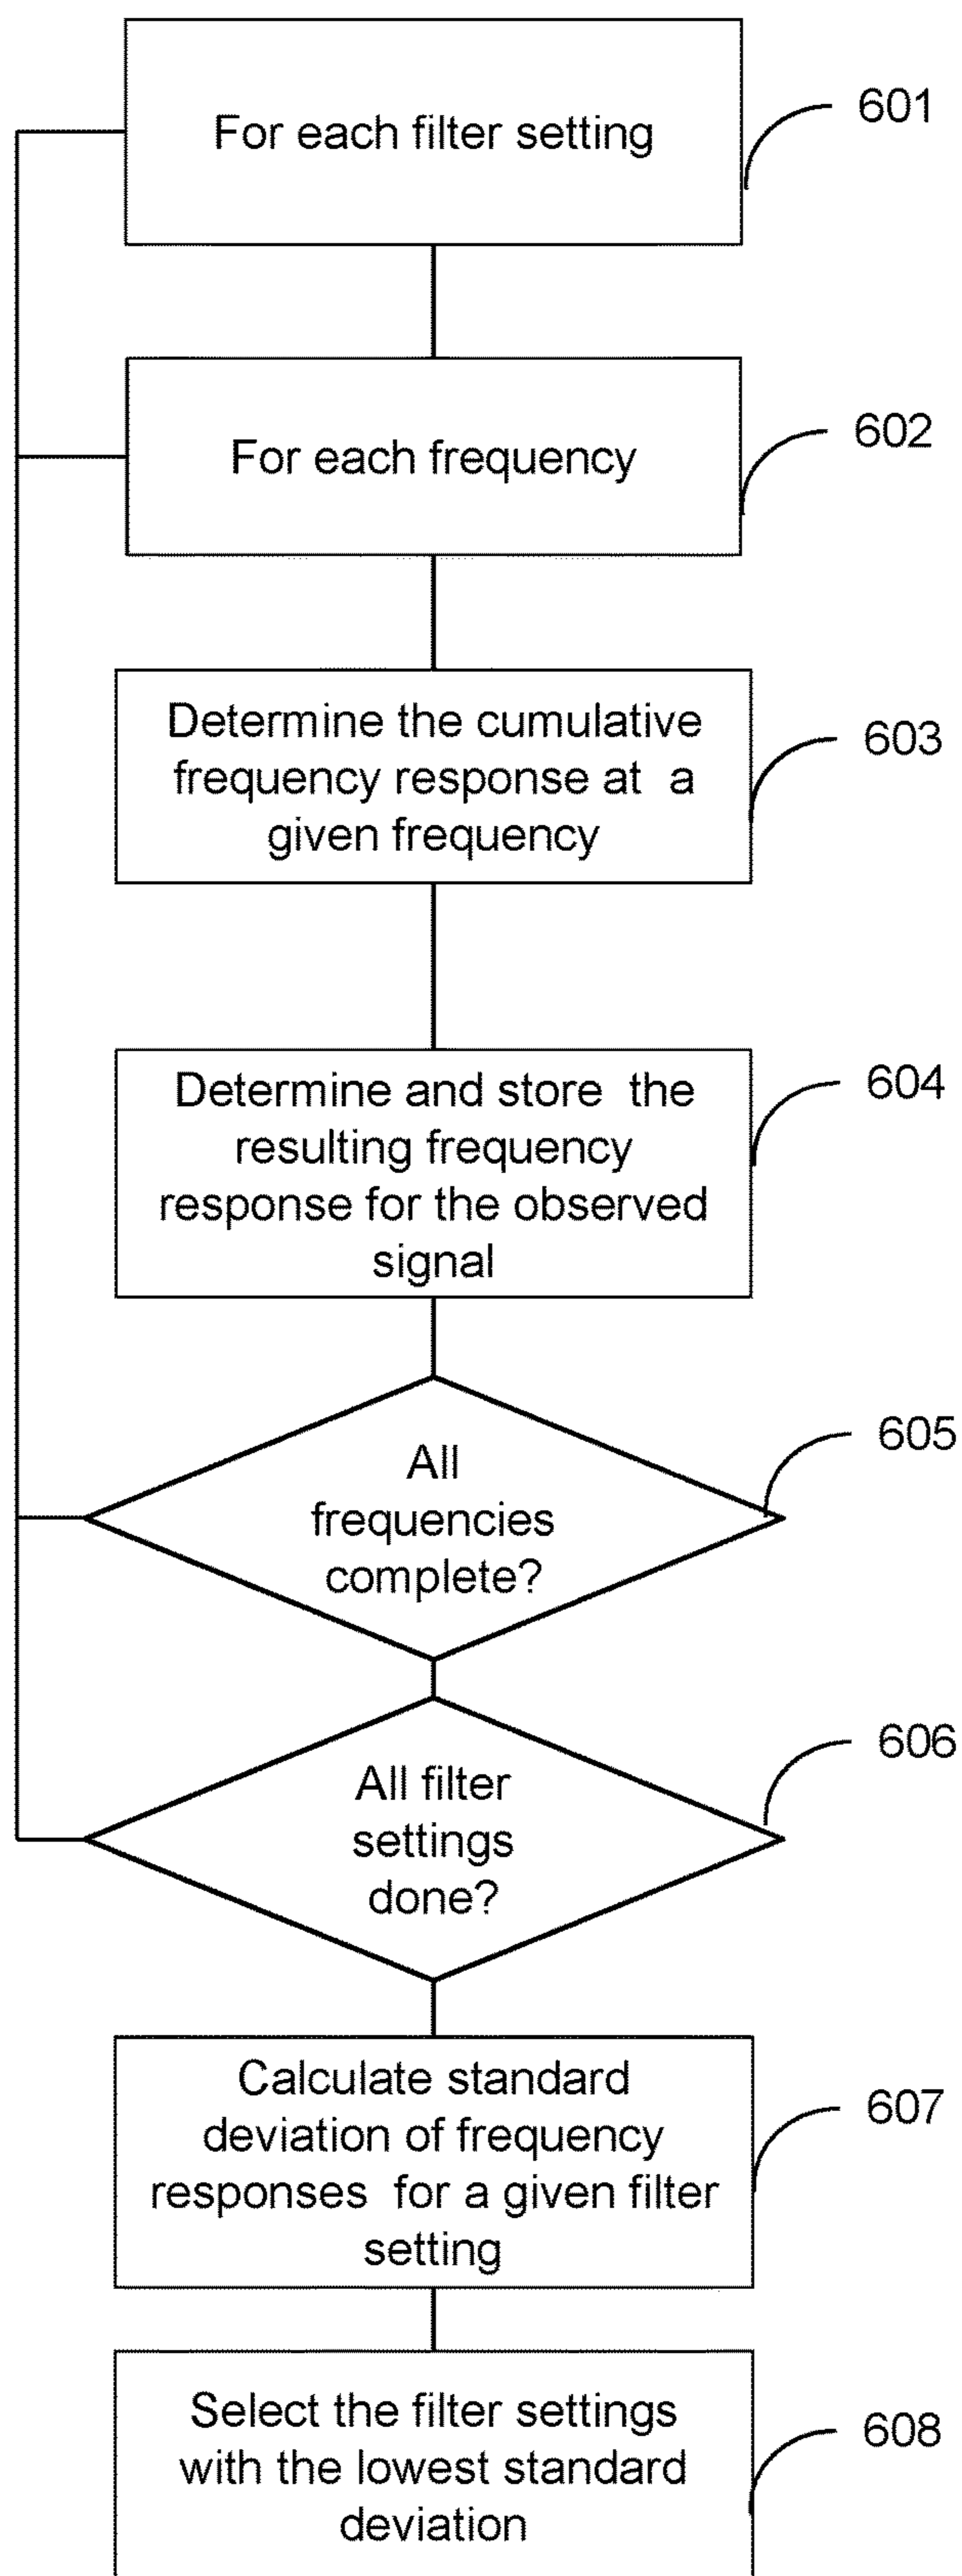 For each filter setting
601
For each frequency
602
Determine the cumulative
frequency response at a
given frequency
603
Determine and store the
resulting frequency
response for the observed
signal
604
All
frequencies
complete?
605
All filter
settings
done?
606
Calculate standard
deviation of frequency
responses for a given filter
setting
607
Select the filter settings
with the lowest standard
deviation
608